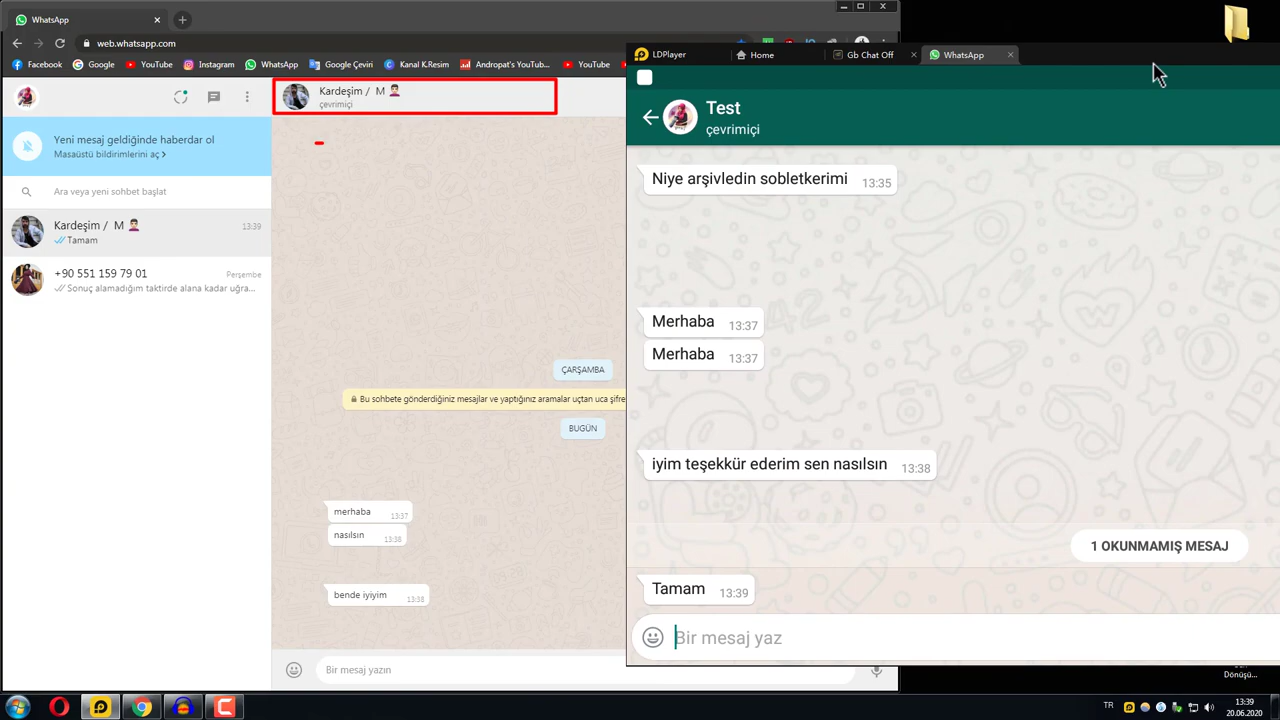 WhatsApp
web.whatsapp.com
Facebook
Google
YouTube
Instagram
WhatsApp
Google Çeviri
Kanal K.Resim
Andropat's YouTub...
YouTube
Kardeşim / M
çevrimiçi
Yeni mesaj geldiğinde haberdar ol
Masaüstü bildirimlerini aç
Ara veya yeni sohbet başlat
Kardeşim / M
13:39
Tamam
+90 551 159 79 01
Perşembe
Sonuç alamadığım taktirde alana kadar uğra...
ÇARŞAMBA
Bu sohbete gönderdiğiniz mesajlar ve yaptığınız aramalar uçtan uca şifre
BUGÜN
merhaba 13:37
nasılsın 13:38
bende iyiyim 13:38
Bir mesaj yazın
LDPlayer
Home
Gb Chat Off
WhatsApp
Test
çevrimiçi
Niye arşivledin sobletkerimi 13:35
Merhaba 13:37
Merhaba 13:37
iyim teşekkür ederim sen nasılsın 13:38
1 OKUNMAMIŞ MESAJ
Tamam 13:39
Bir mesaj yaz
Dönüşü...
TR
13:39
20.06.2020